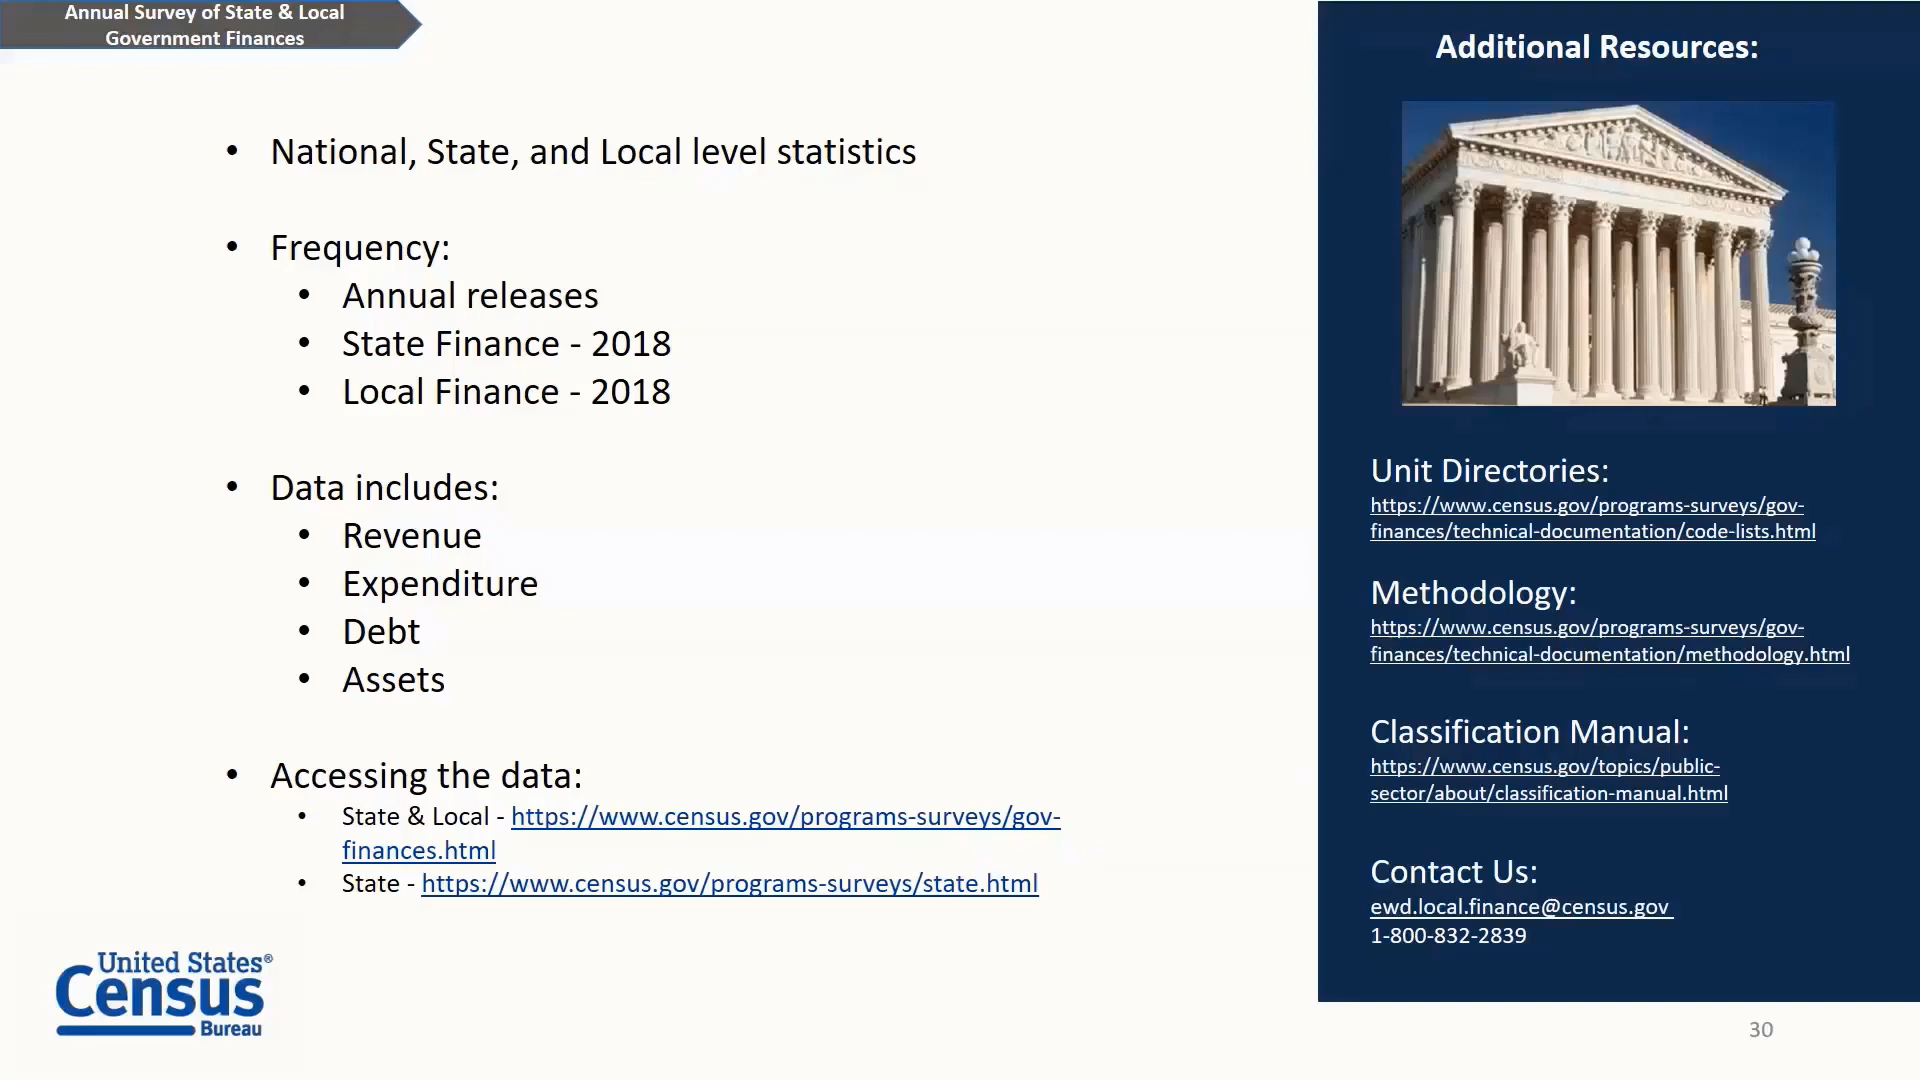 Annual Survey of State & Local
Government Finances
National, State, and Local level statistics
Frequency:
Annual releases
State Finance - 2018
Local Finance - 2018
Data includes:
Revenue
Expenditure
Debt
Assets
Accessing the data:
State & Local - https://www.census.gov/programs-surveys/gov-
finances.html
State - https://www.census.gov/programs-surveys/state.html
United States®
Census
Bureau
Additional Resources:
Unit Directories:
https://www.census.gov/programs-surveys/gov-
finances/technical-documentation/code-lists.html
Methodology:
https://www.census.gov/programs-surveys/gov-
finances/technical-documentation/methodology.html
Classification Manual:
https://www.census.gov/topics/public-
sector/about/classification-manual.html
Contact Us:
ewd.local.finance@census.gov
1-800-832-2839
30